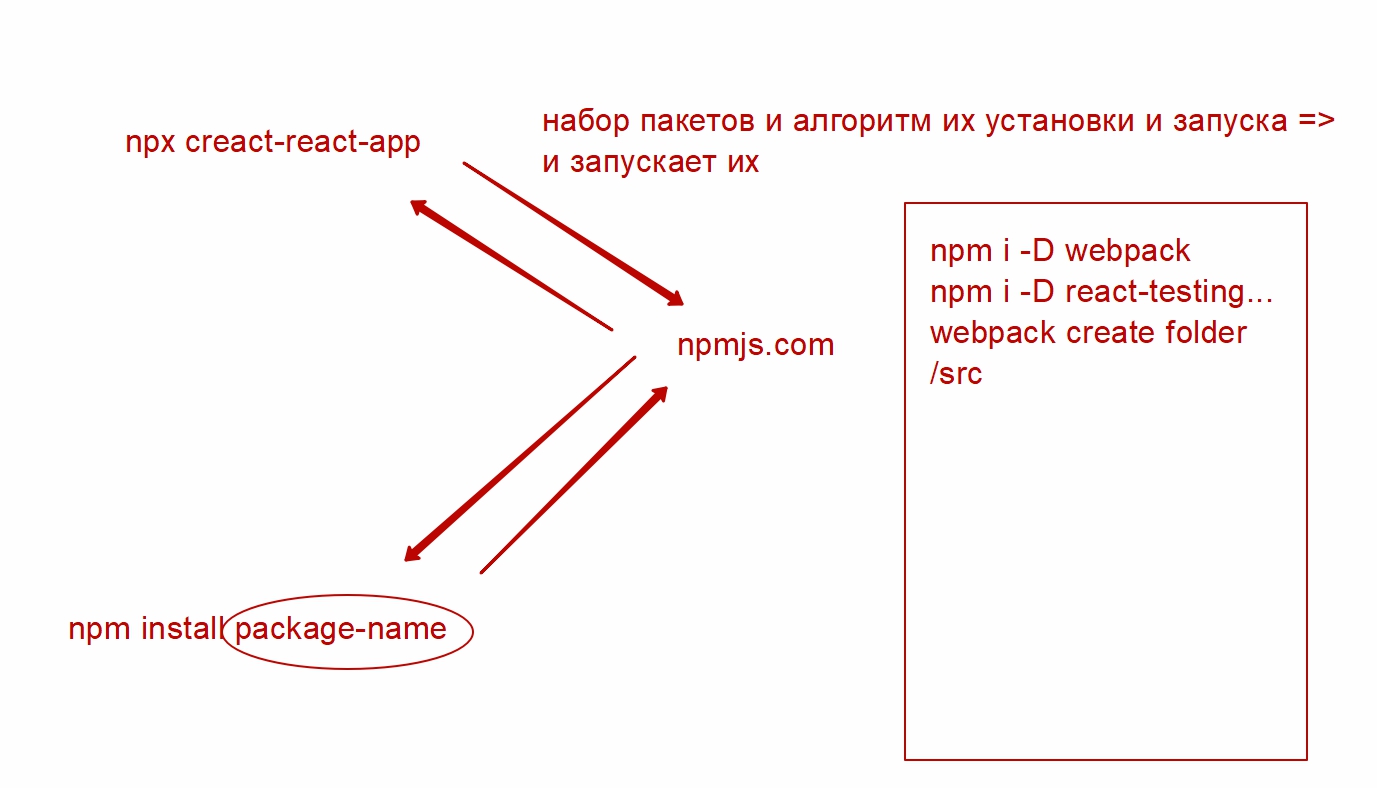 npx creact-react-app
набор пакетов и алгоритм их установки и запуска =>
и запускает их
npm i -D webpack
npm i -D react-testing...
webpack create folder
/src
npmjs.com
npm install package-name